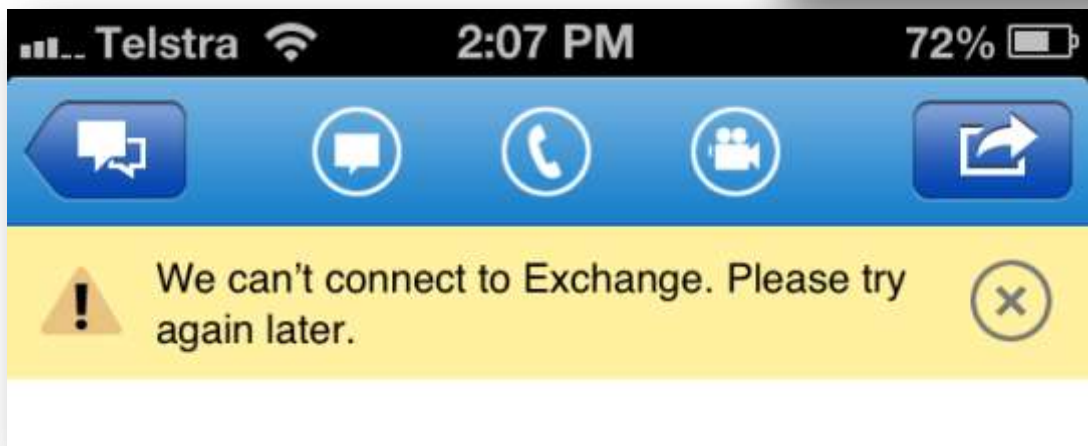 Telstra 2:07 PM 72%
We can't connect to Exchange. Please try
again later.